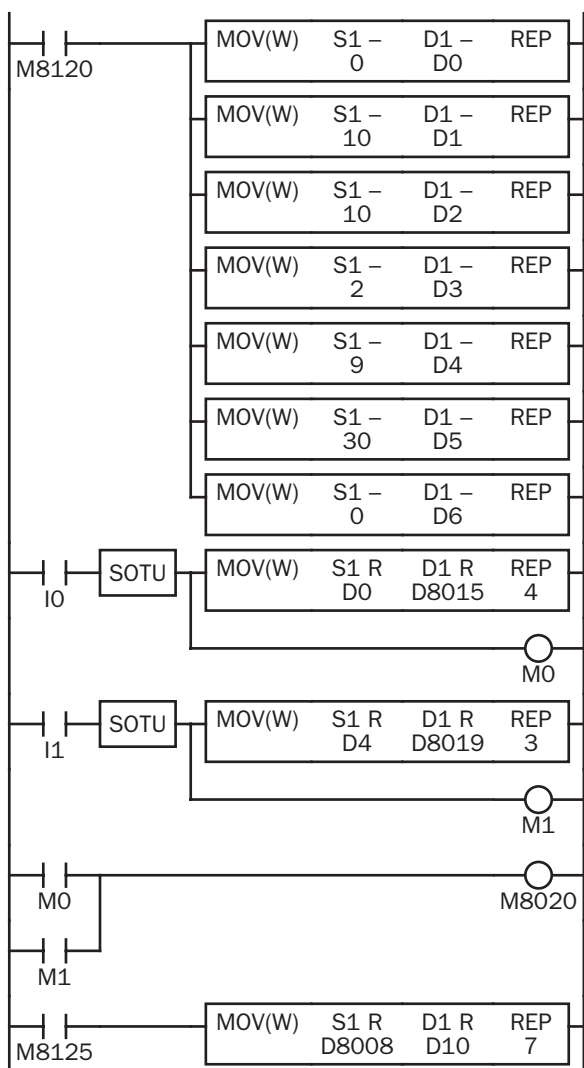 MOV(W) S1 – D1 – REP
M8120 0 D0
MOV(W) S1 – D1 – REP
10 D1
MOV(W) S1 – D1 – REP
10 D2
MOV(W) S1 – D1 – REP
2 D3
MOV(W) S1 – D1 – REP
9 D4
MOV(W) S1 – D1 – REP
30 D5
MOV(W) S1 – D1 – REP
0 D6
SOTU MOV(W) S1 R D1 R REP
I0 D0 D8015 4
M0
SOTU MOV(W) S1 R D1 R REP
I1 D4 D8019 3
M1
M0 M8020
M1
MOV(W) S1 R D1 R REP
M8125 D8008 D10 7